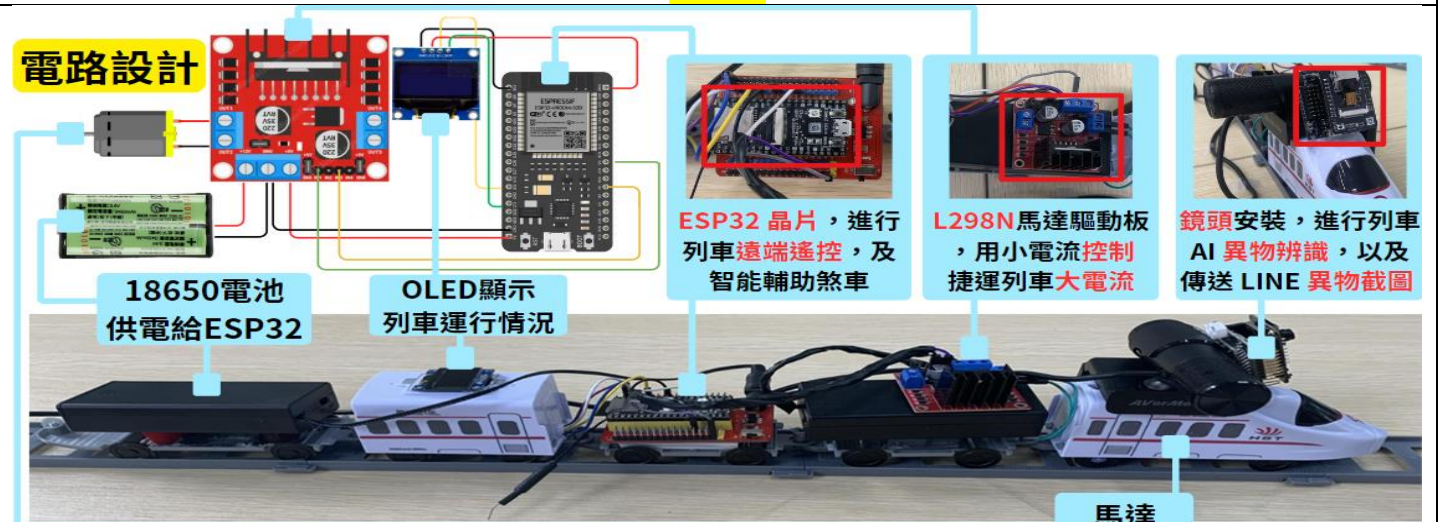 電路設計
ESPRESSIF
18650電池
供電給ESP32
OLED顯示
列車運行情況
ESP32 晶片，進行
列車遠端遙控，及
智能輔助煞車
L298N馬達驅動板
，用小電流控制
捷運列車大電流
鏡頭安裝，進行列車
AI 異物辨識，以及
傳送 LINE 異物截圖
馬達